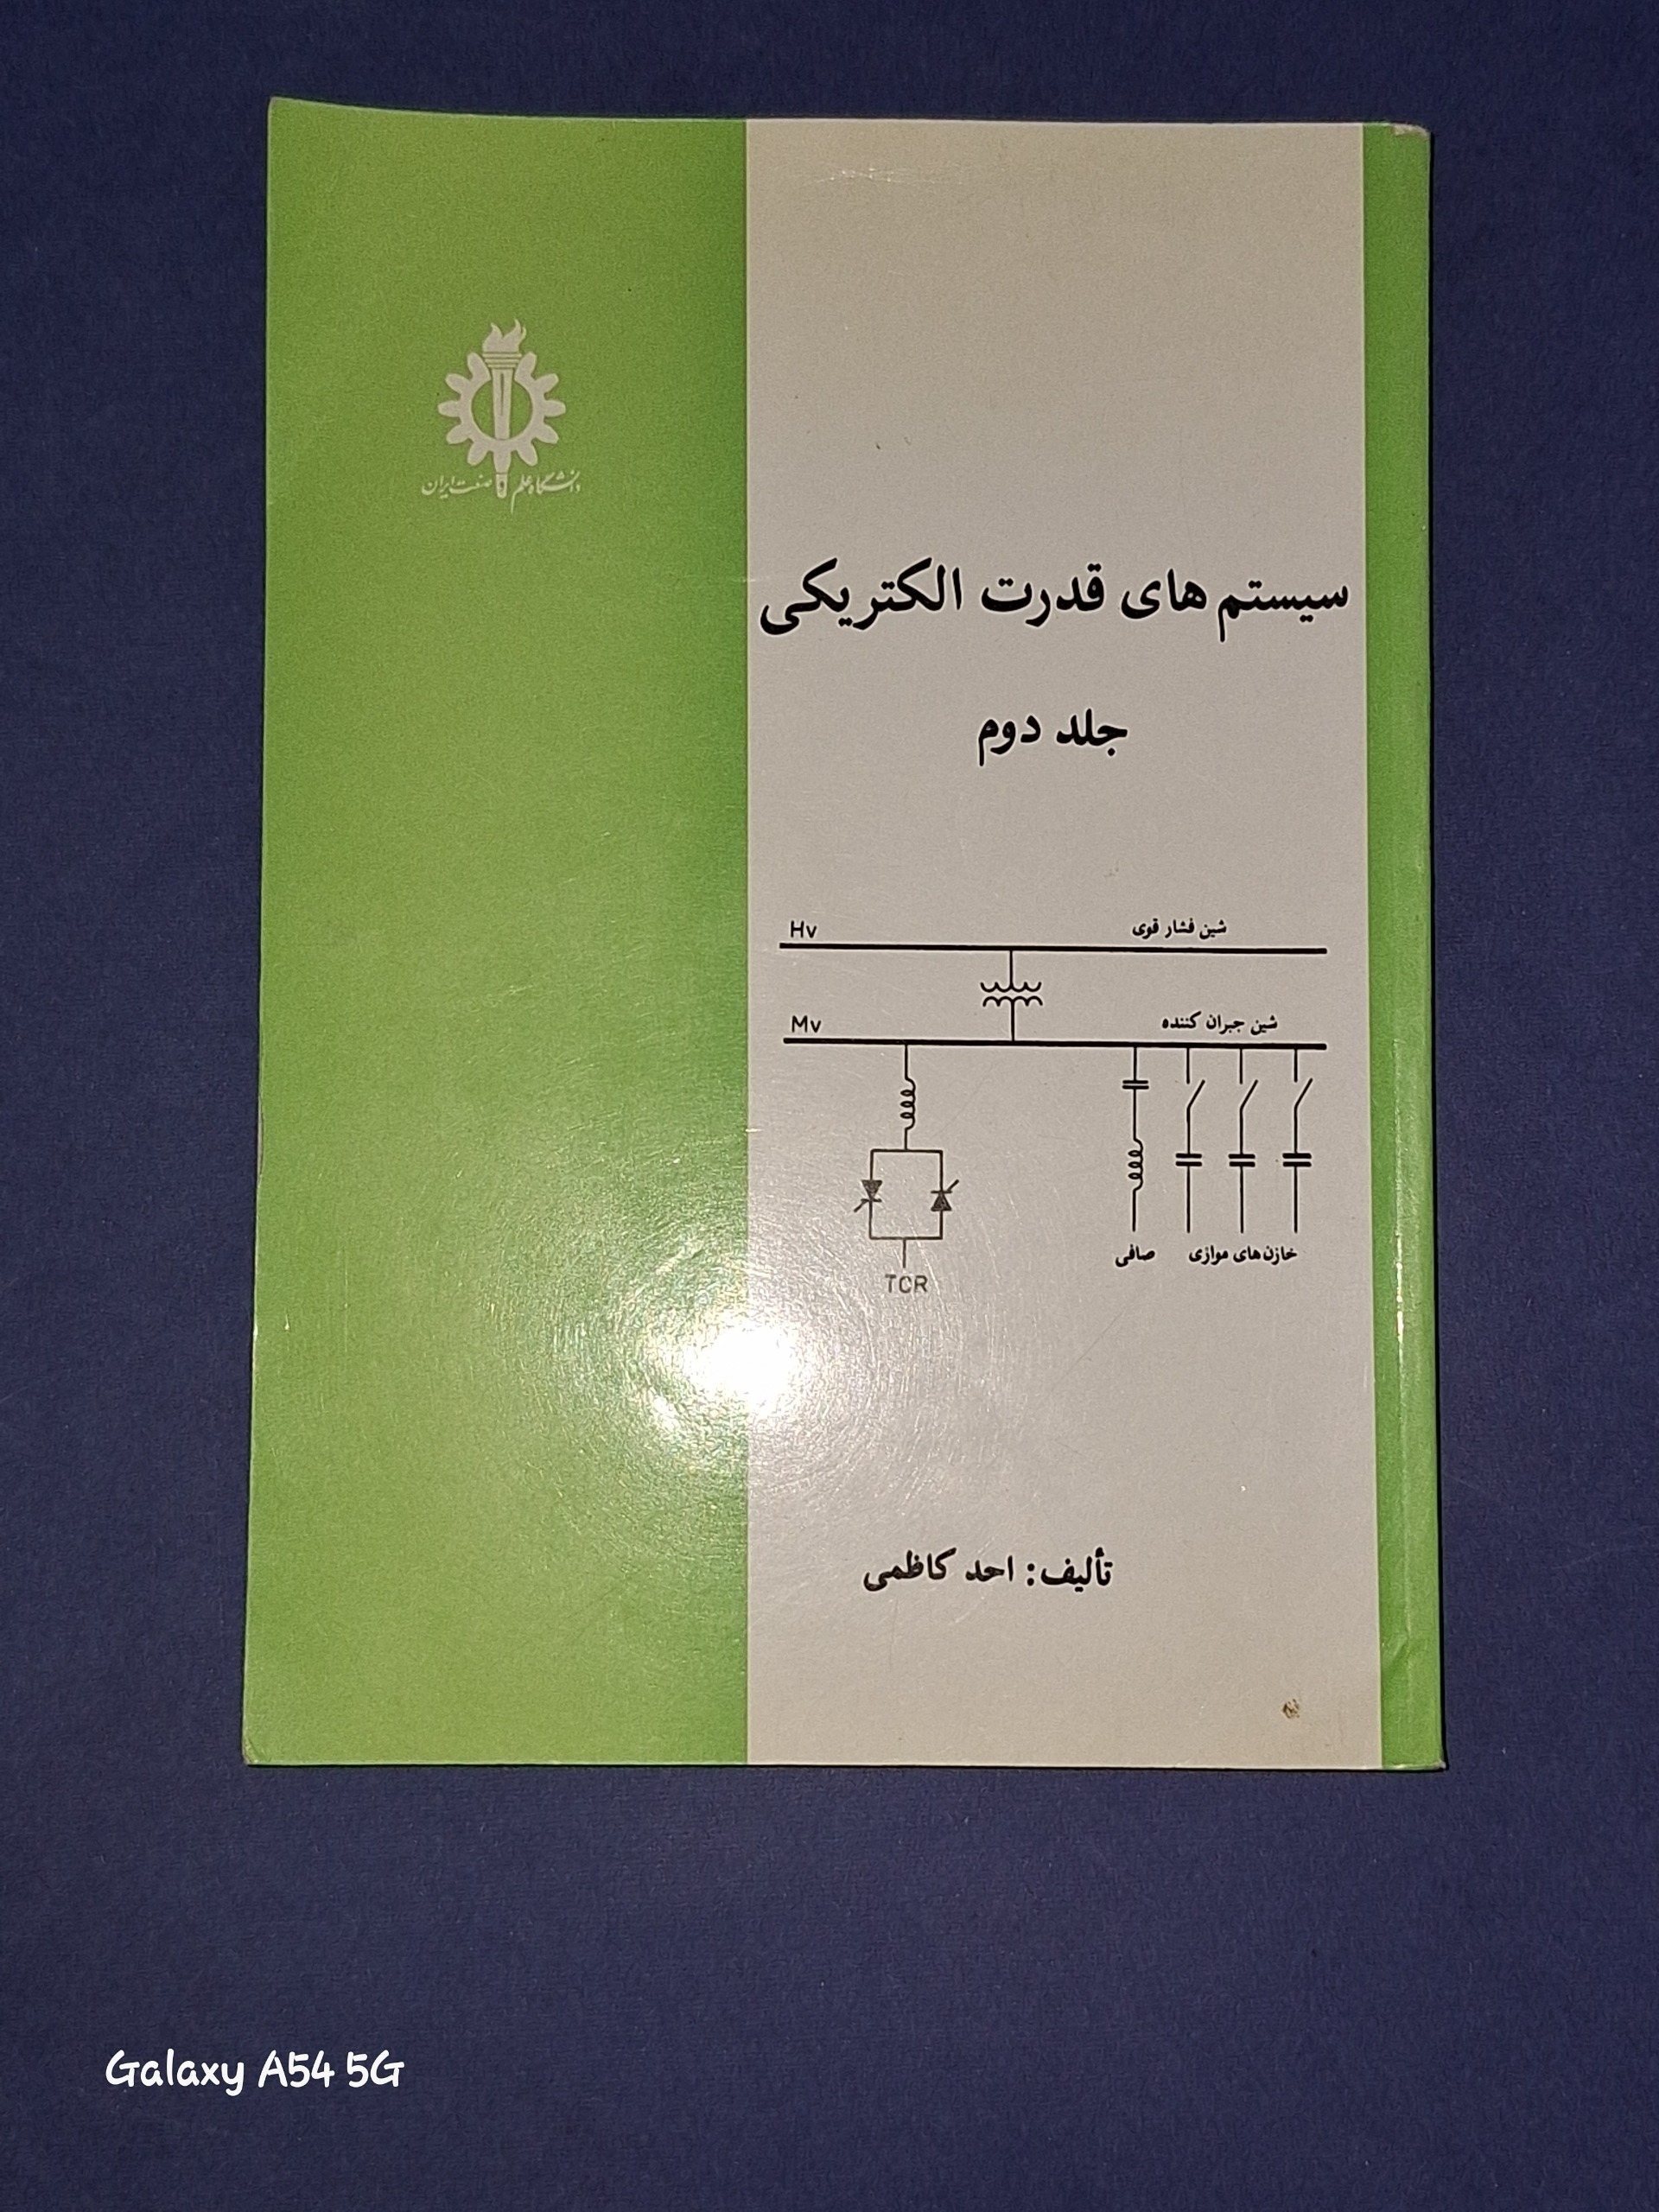 دانشگاه علم و صنعت ایران
سیستم های قدرت الکتریکی
جلد دوم
Hv
شین فشار قوی
Mv
شین جبران کننده
TCR
صافی
خازن های موازی
تألیف: احد کاظمی
Galaxy A54 5G